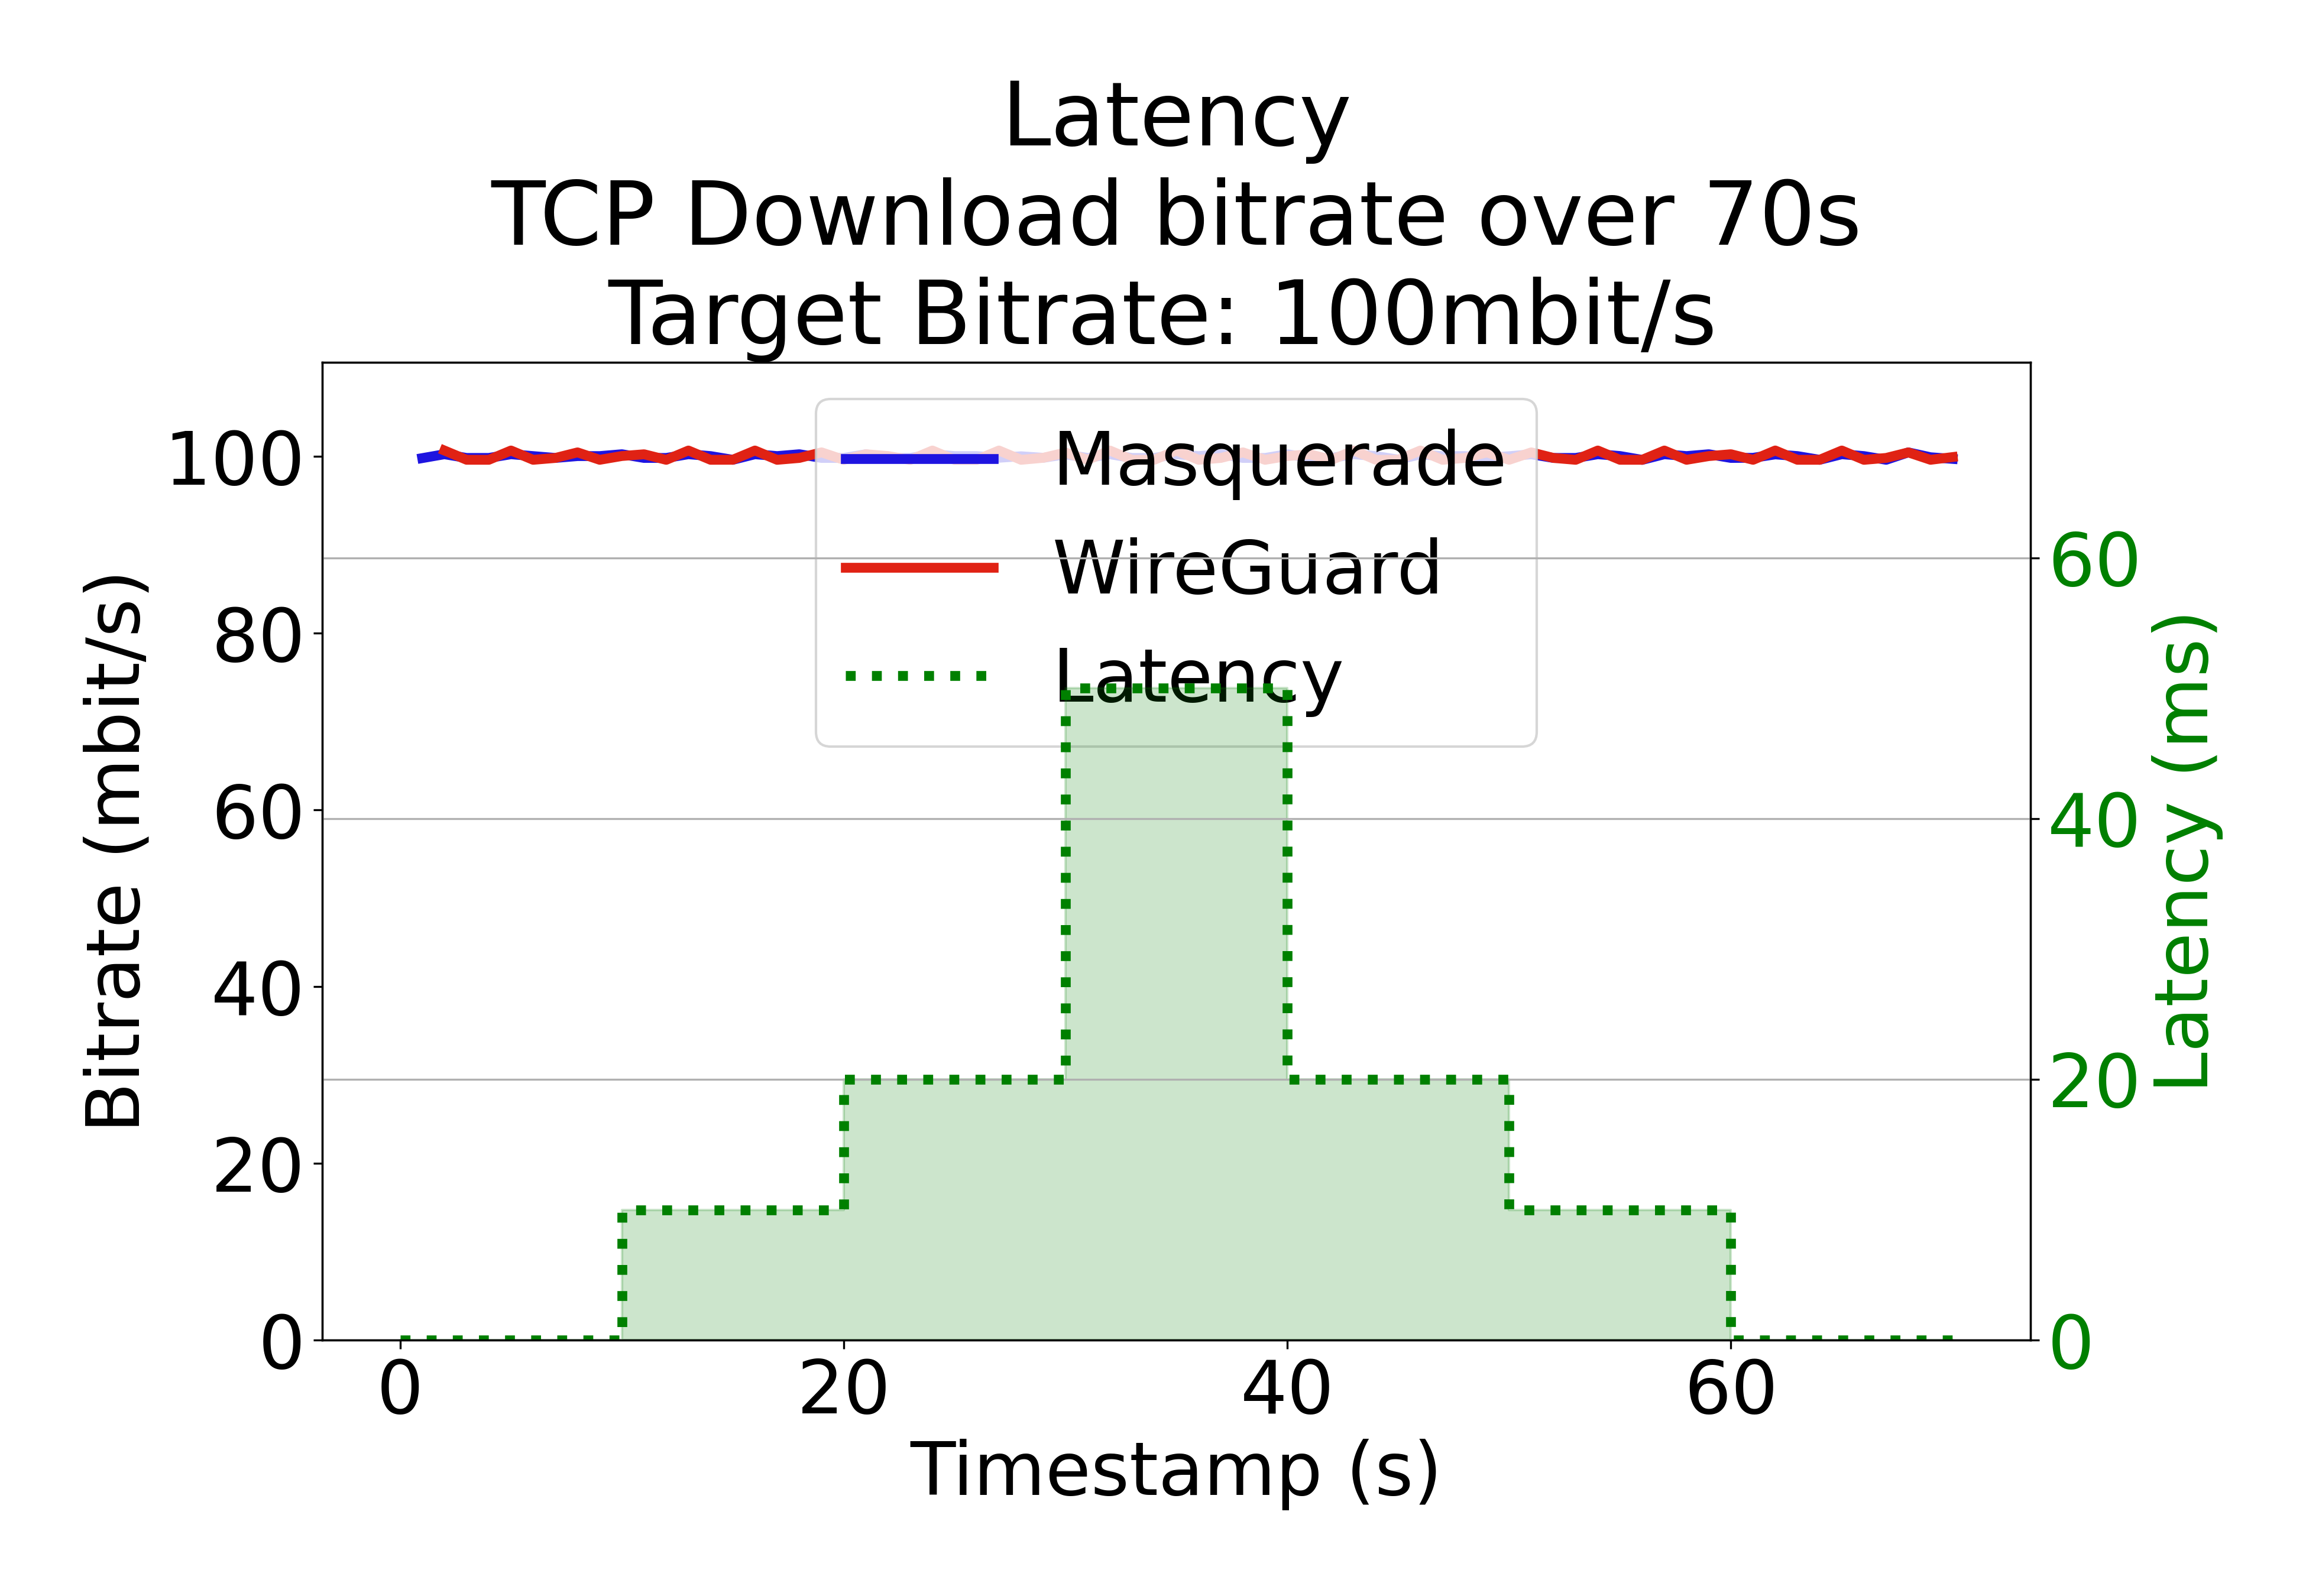 Latency
TCP Download bitrate over 70s
Target Bitrate: 100mbit/s
Masquerade
WireGuard
Latency
Bitrate (mbit/s)
100
80
60
40
20
0
60
40
20
0
Latency (ms)
0 20 40 60
Timestamp (s)